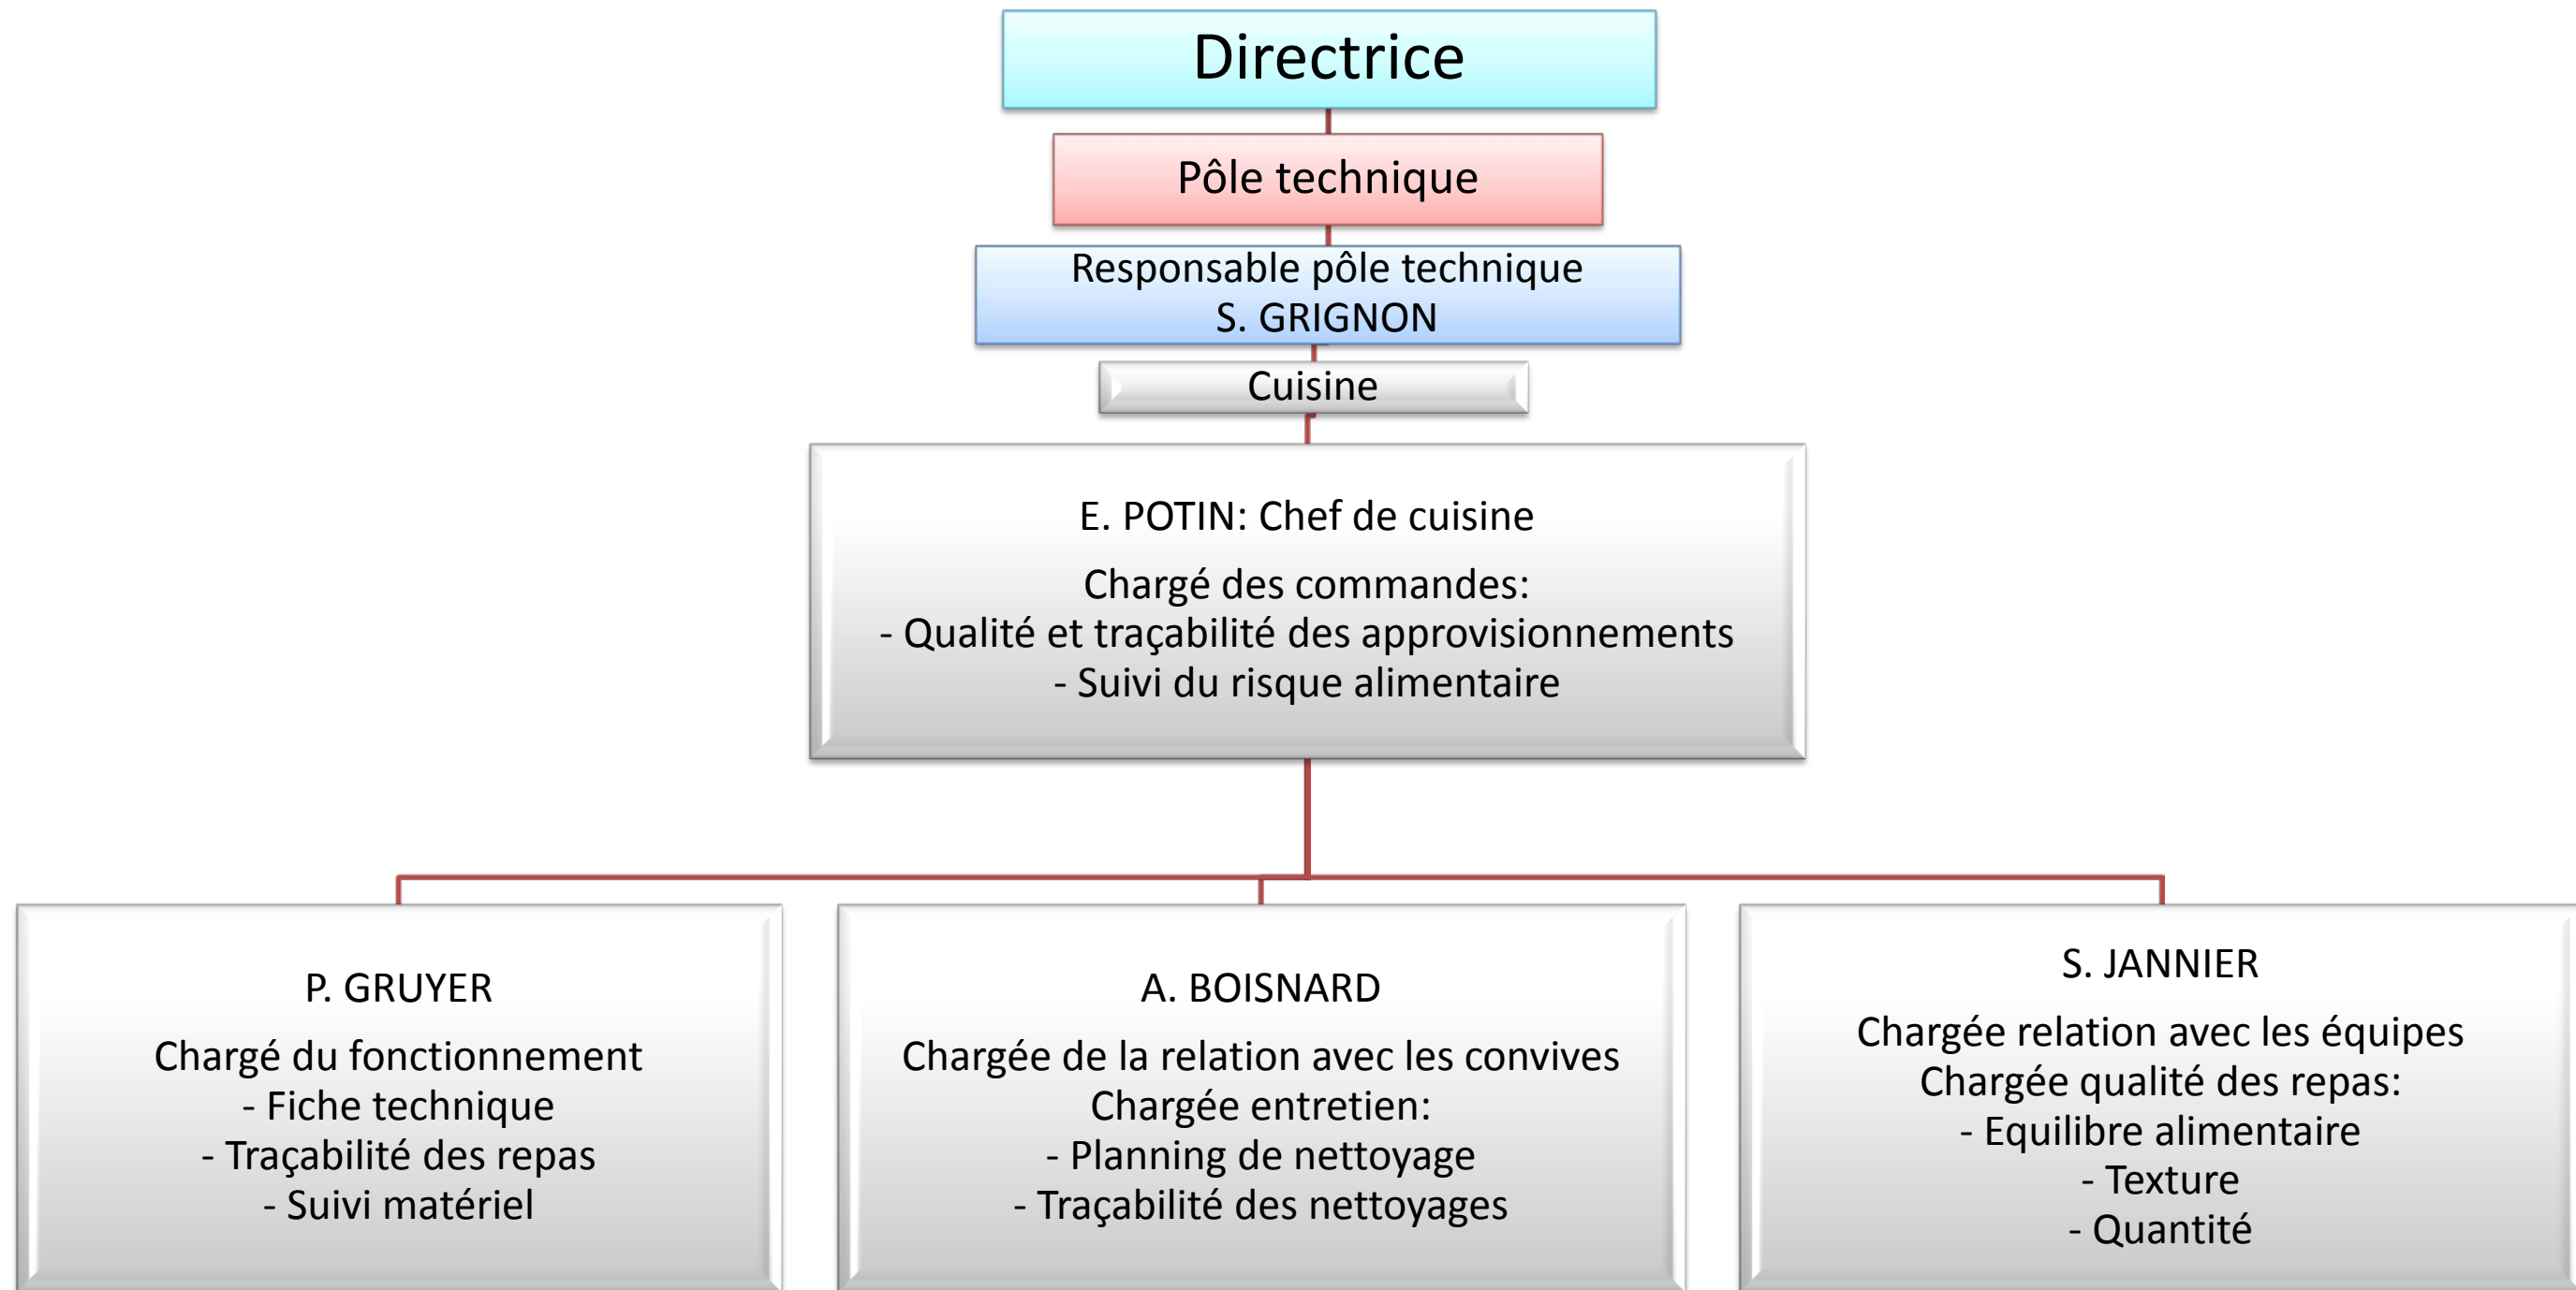 Directrice
Pôle technique
Responsable pôle technique
S. GRIGNON
Cuisine
E. POTIN: Chef de cuisine
Chargé des commandes:
- Qualité et traçabilité des approvisionnements
- Suivi du risque alimentaire
P. GRUYER
Chargé du fonctionnement
- Fiche technique
- Traçabilité des repas
- Suivi matériel
A. BOISNARD
Chargée de la relation avec les convives
Chargée entretien:
- Planning de nettoyage
- Traçabilité des nettoyages
S. JANNIER
Chargée relation avec les équipes
Chargée qualité des repas:
- Equilibre alimentaire
- Texture
- Quantité